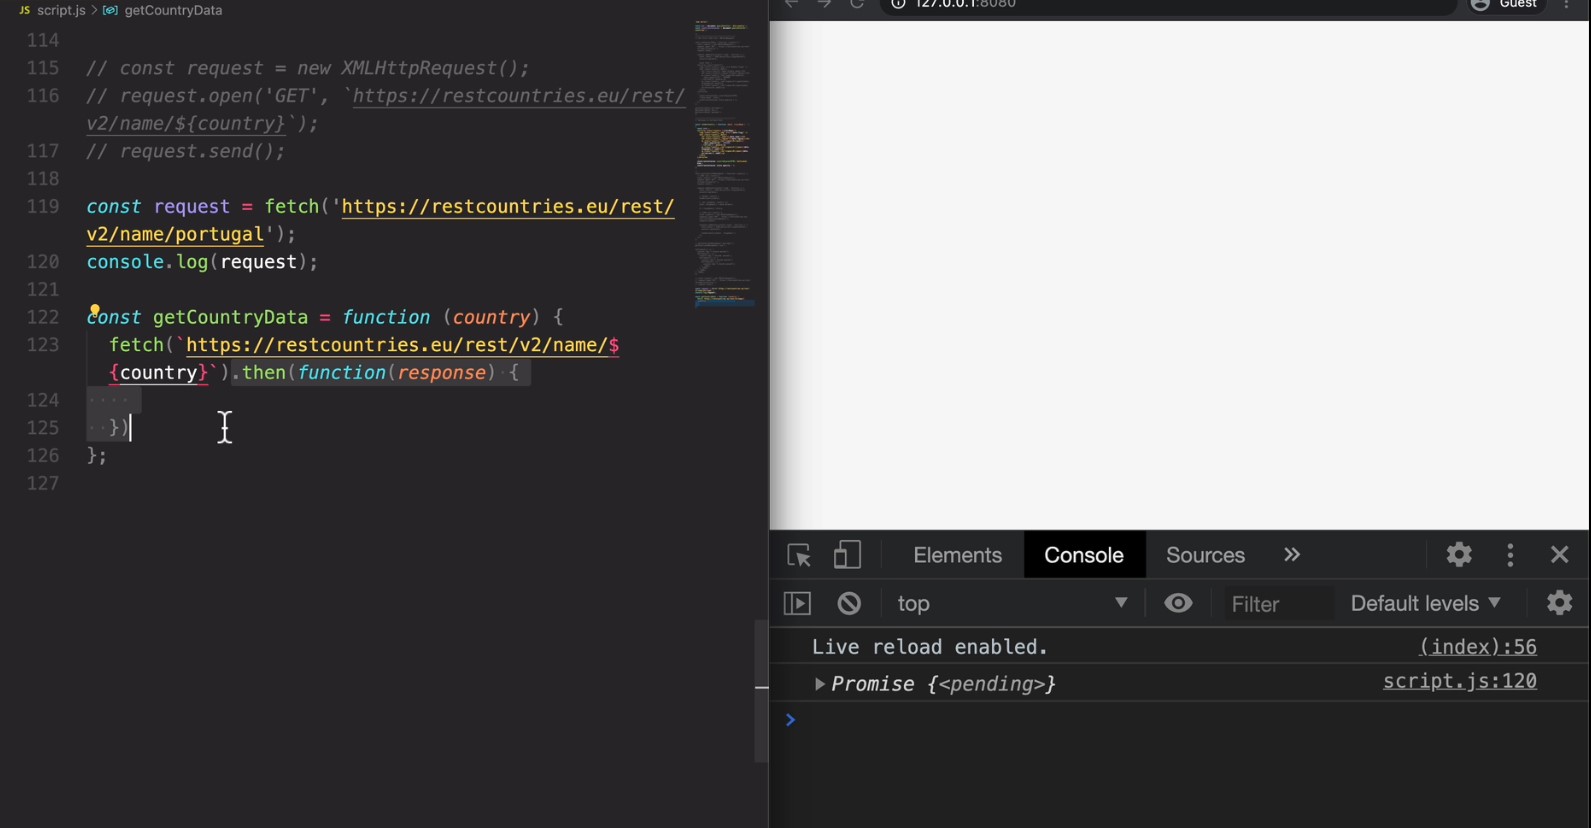 JS script.js > getCountryData
114
115 // const request = new XMLHttpRequest();
116 // request.open('GET', `https://restcountries.eu/rest/
v2/name/${country}`);
117 // request.send();
118
119 const request = fetch('https://restcountries.eu/rest/
v2/name/portugal');
120 console.log(request);
121
122 const getCountryData = function (country) {
123 fetch(`https://restcountries.eu/rest/v2/name/$
{country}`).then(function(response) {
124
125 })
126 };
127
127.0.0.1:8080
Guest
Elements Console Sources »
top Filter Default levels
Live reload enabled. (index):56
Promise {<pending>} script.js:120